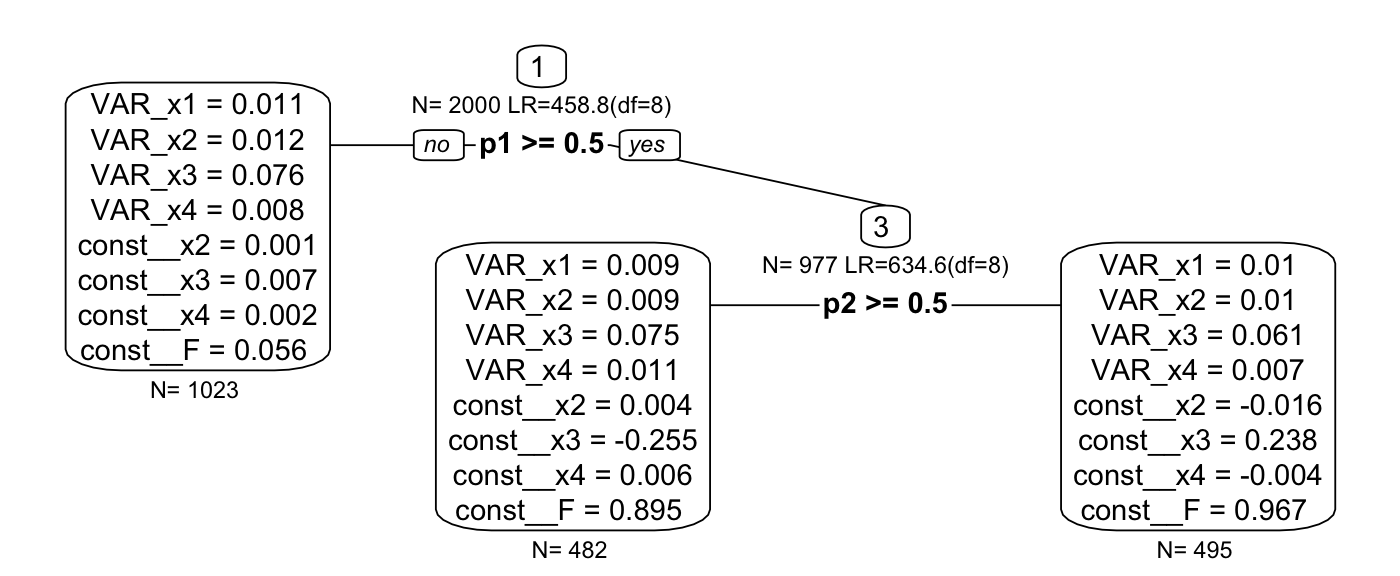 1
N= 2000 LR=458.8(df=8)
no p1 >= 0.5 yes
VAR_x1 = 0.011
VAR_x2 = 0.012
VAR_x3 = 0.076
VAR_x4 = 0.008
const__x2 = 0.001
const__x3 = 0.007
const__x4 = 0.002
const__F = 0.056
N= 1023
3
N= 977 LR=634.6(df=8)
p2 >= 0.5
VAR_x1 = 0.009
VAR_x2 = 0.009
VAR_x3 = 0.075
VAR_x4 = 0.011
const__x2 = 0.004
const__x3 = -0.255
const__x4 = 0.006
const__F = 0.895
N= 482
VAR_x1 = 0.01
VAR_x2 = 0.01
VAR_x3 = 0.061
VAR_x4 = 0.007
const__x2 = -0.016
const__x3 = 0.238
const__x4 = -0.004
const__F = 0.967
N= 495